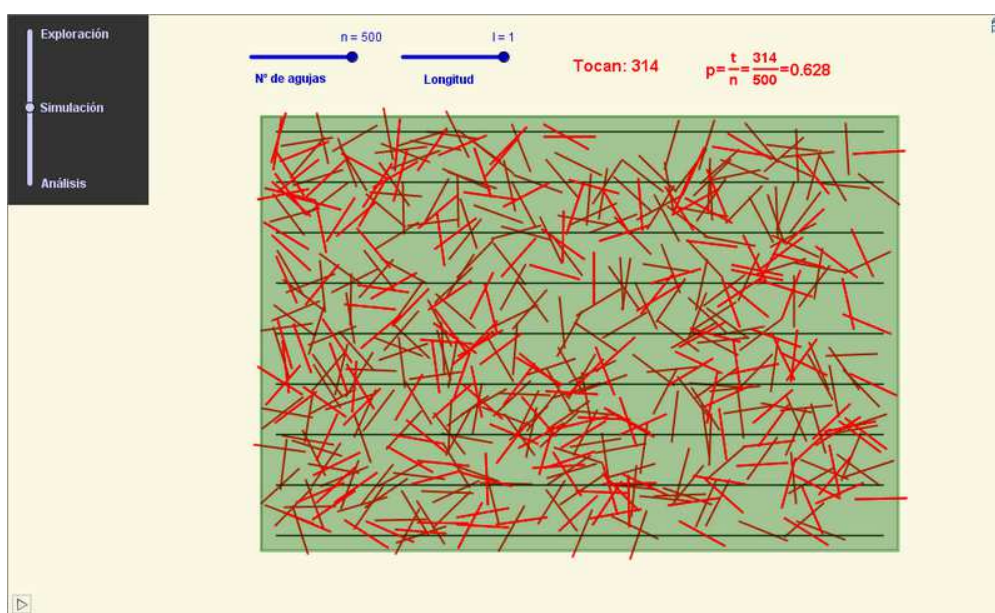 Exploración
Simulación
Análisis
n = 500
l = 1
Nº de agujas
Longitud
Tocan: 314
p=t/n=314/500=0.628